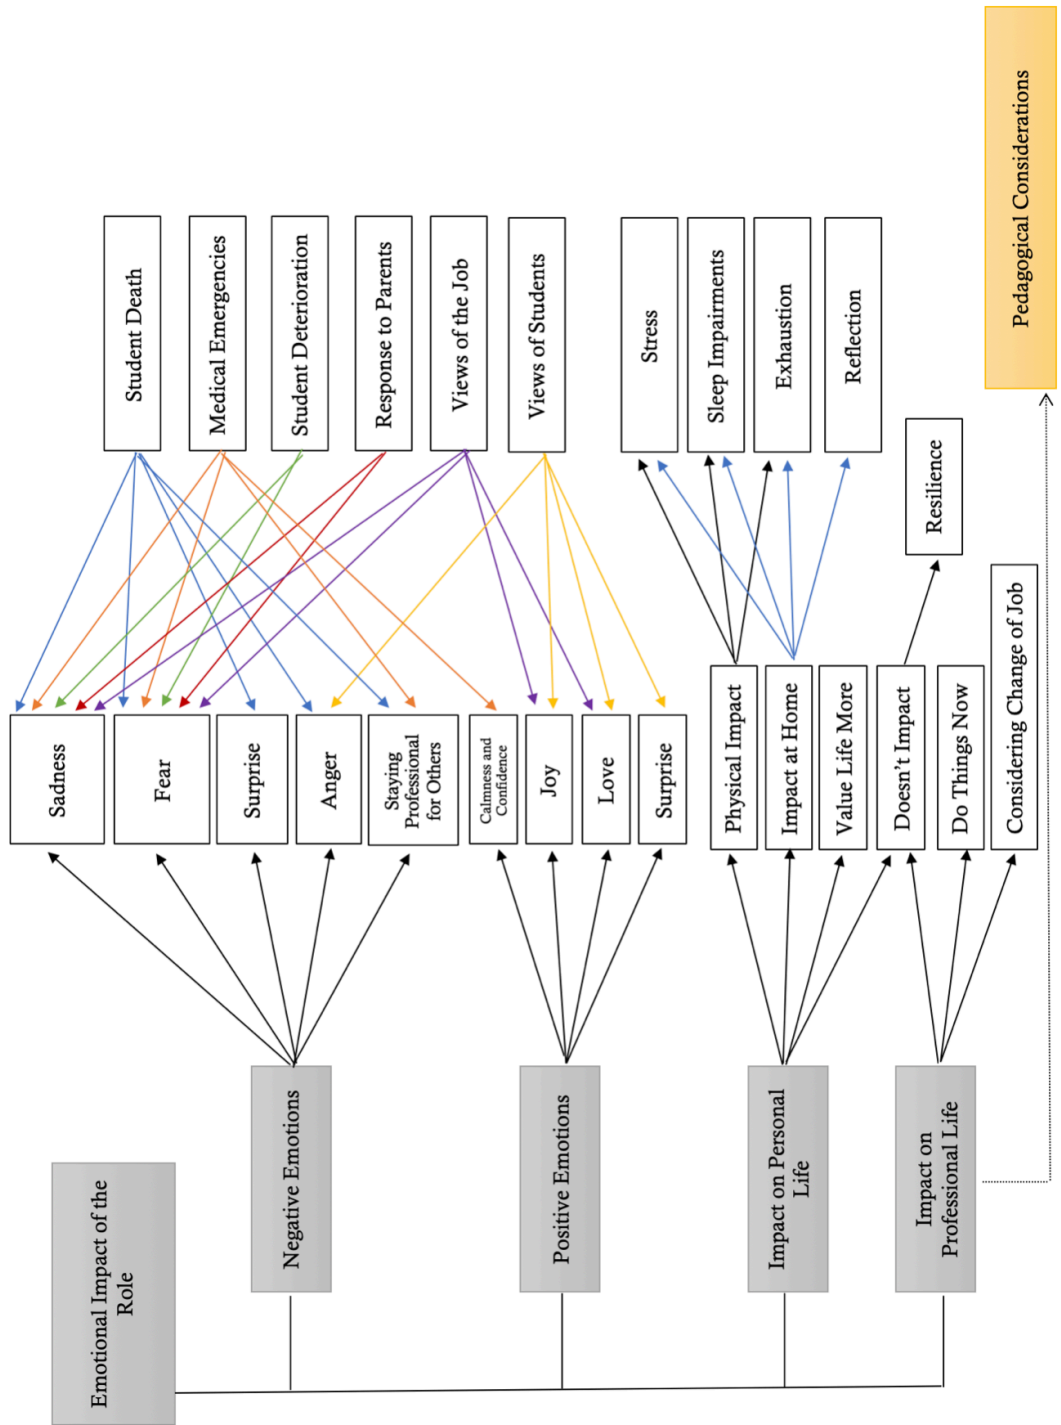 Emotional Impact of the
Role
Negative Emotions
Positive Emotions
Impact on Personal
Life
Impact on
Professional Life
Sadness
Fear
Surprise
Anger
Staying
Professional
for Others
Calmness and
Confidence
Joy
Love
Surprise
Physical Impact
Impact at Home
Value Life More
Doesn't Impact
Do Things Now
Considering Change of Job
Student Death
Medical Emergencies
Student Deterioration
Response to Parents
Views of the Job
Views of Students
Stress
Sleep Impairments
Exhaustion
Reflection
Resilience
Pedagogical Considerations